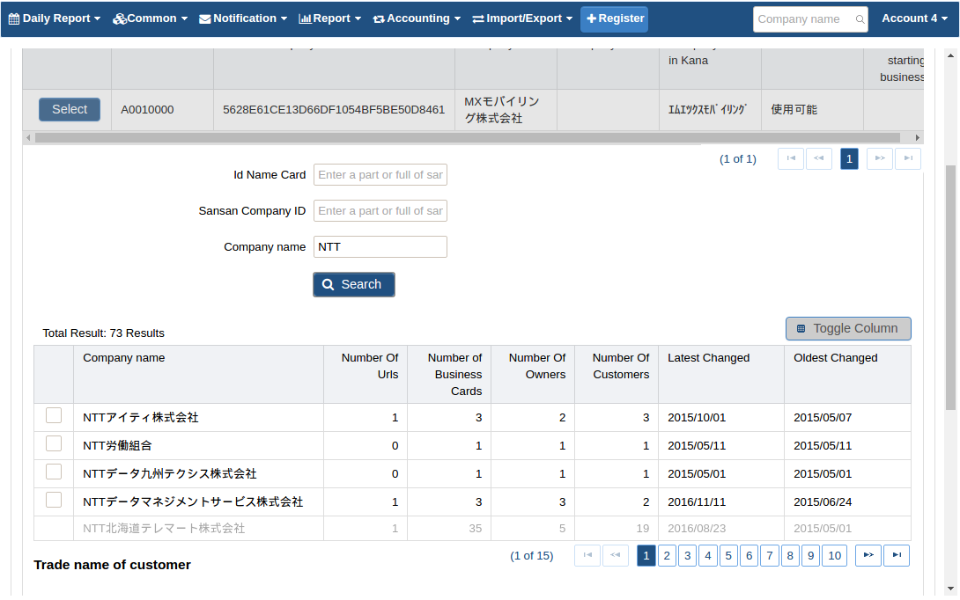 Daily Report Common Notification Report Accounting Import/Export Register Company name Account 4
in Kana starting
business
Select A0010000 5628E61CE13D66DF1054BF5BE50D8461 MXモバイリング株式会社 ｴﾑｴｯｸｽﾓﾊﾞｲﾘﾝｸﾞ 使用可能
(1 of 1) 1
Id Name Card Enter a part or full of sar
Sansan Company ID Enter a part or full of sar
Company name NTT
Search
Total Result: 73 Results Toggle Column
Company name Number Of Urls Number of Business Cards Number Of Owners Number Of Customers Latest Changed Oldest Changed
NTTアイティ株式会社 1 3 2 3 2015/10/01 2015/05/07
NTT労働組合 0 1 1 1 2015/05/11 2015/05/11
NTTデータ九州テクシス株式会社 0 1 1 1 2015/05/01 2015/05/01
NTTデータマネジメントサービス株式会社 1 3 3 2 2016/11/11 2015/06/24
NTT北海道テレマート株式会社 1 35 5 19 2016/08/23 2015/05/01
(1 of 15) 1 2 3 4 5 6 7 8 9 10
Trade name of customer